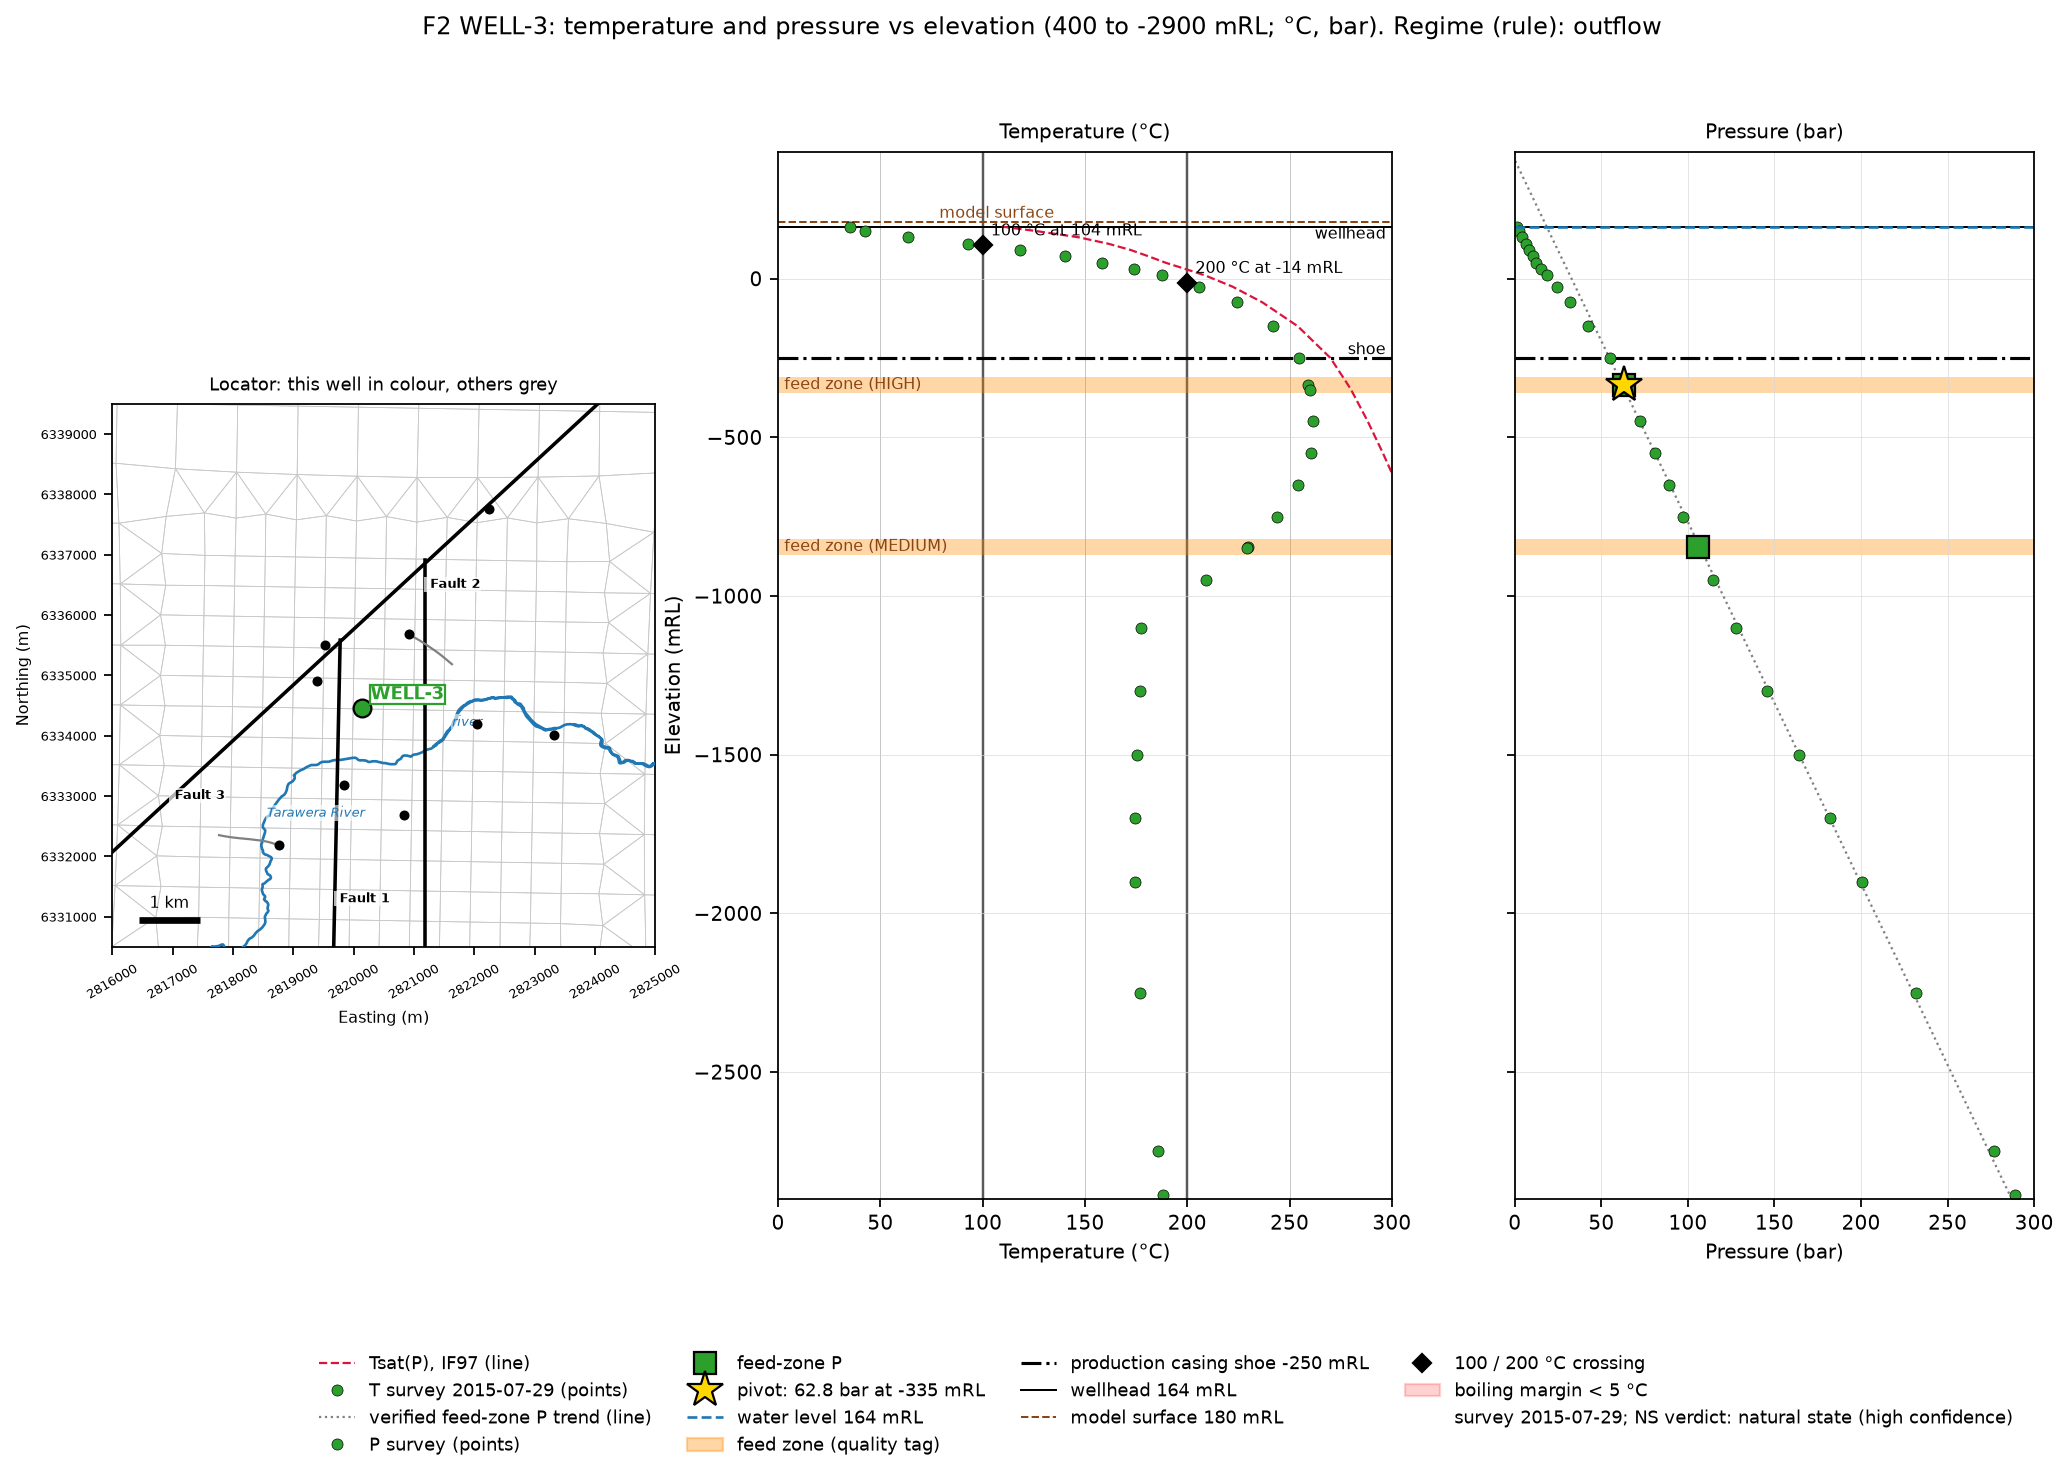 F2 WELL-3: temperature and pressure vs elevation (400 to -2900 mRL; °C, bar). Regime (rule): outflow
Locator: this well in colour, others grey
Northing (m)
6339000
6338000
6337000
6336000
6335000
6334000
6333000
6332000
6331000
Fault 2
WELL-3
river
Fault 3
Tarawera River
Fault 1
1 km
2816000
2817000
2818000
2819000
2820000
2821000
2822000
2823000
2824000
2825000
Easting (m)
Temperature (°C)
Elevation (mRL)
0
−500
−1000
−1500
−2000
−2500
model surface
100 °C at 104 mRL
wellhead
200 °C at -14 mRL
shoe
feed zone (HIGH)
feed zone (MEDIUM)
0
50
100
150
200
250
300
Temperature (°C)
Pressure (bar)
0
50
100
150
200
250
300
Pressure (bar)
Tsat(P), IF97 (line)
T survey 2015-07-29 (points)
verified feed-zone P trend (line)
P survey (points)
feed-zone P
pivot: 62.8 bar at -335 mRL
water level 164 mRL
feed zone (quality tag)
production casing shoe -250 mRL
wellhead 164 mRL
model surface 180 mRL
100 / 200 °C crossing
boiling margin < 5 °C
survey 2015-07-29; NS verdict: natural state (high confidence)